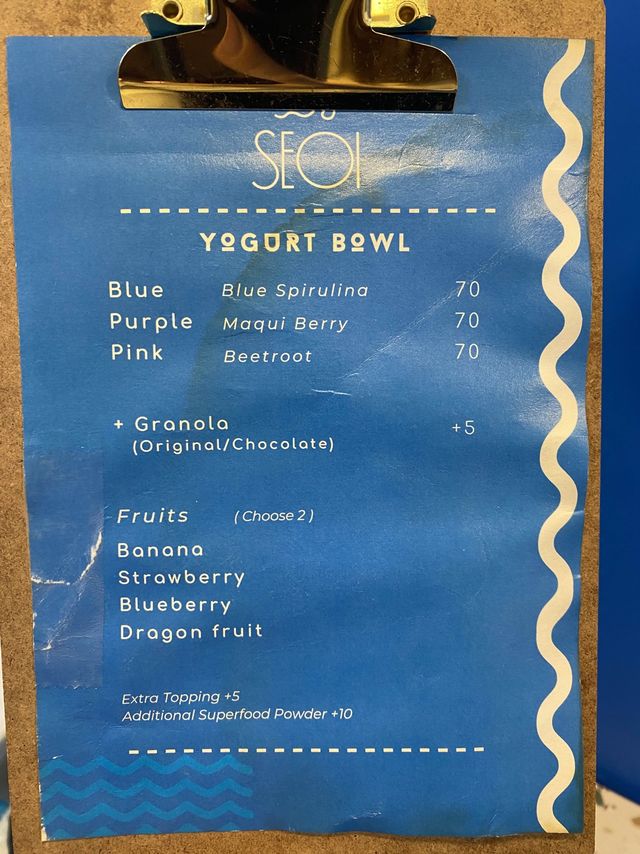 SEOI
YOGURT BOWL
Blue Blue Spirulina 70
Purple Maqui Berry 70
Pink Beetroot 70
+ Granola +5
(Original/Chocolate)
Fruits (Choose 2)
Banana
Strawberry
Blueberry
Dragon fruit
Extra Topping +5
Additional Superfood Powder +10